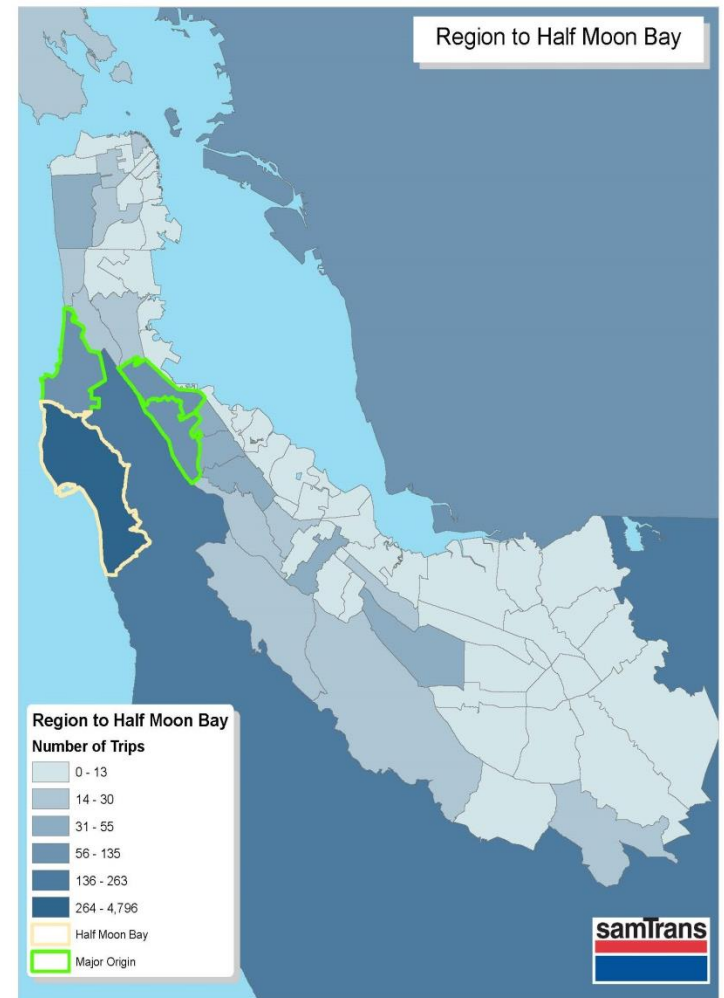 Region to Half Moon Bay
Region to Half Moon Bay
Number of Trips
0 - 13
14 - 30
31 - 55
56 - 135
136 - 263
264 - 4,796
Half Moon Bay
Major Origin
samTrans